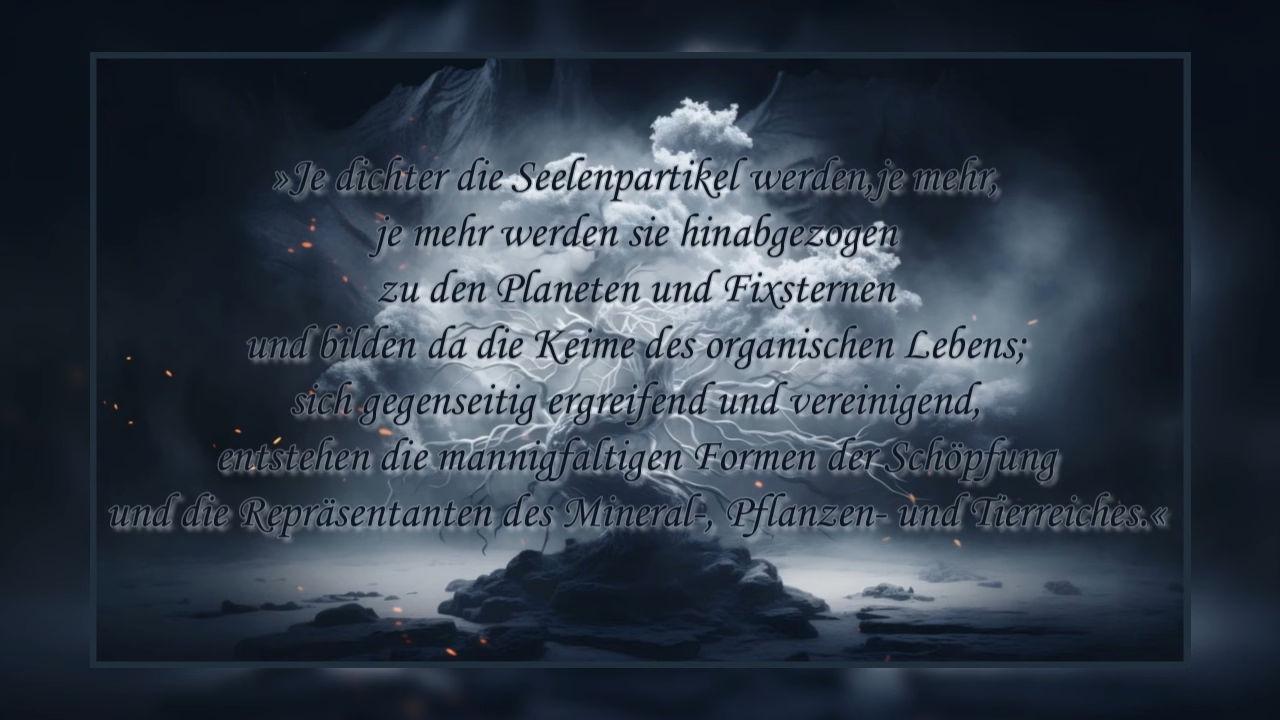 »Je dichter die Seelenpartikel werden,je mehr,
je mehr werden sie hinabgezogen
zu den Planeten und Fixsternen
und bilden da die Keime des organischen Lebens;
sich gegenseitig ergreifend und vereinigend,
entstehen die mannigfaltigen Formen der Schöpfung
und die Repräsentanten des Mineral-, Pflanzen- und Tierreiches.«